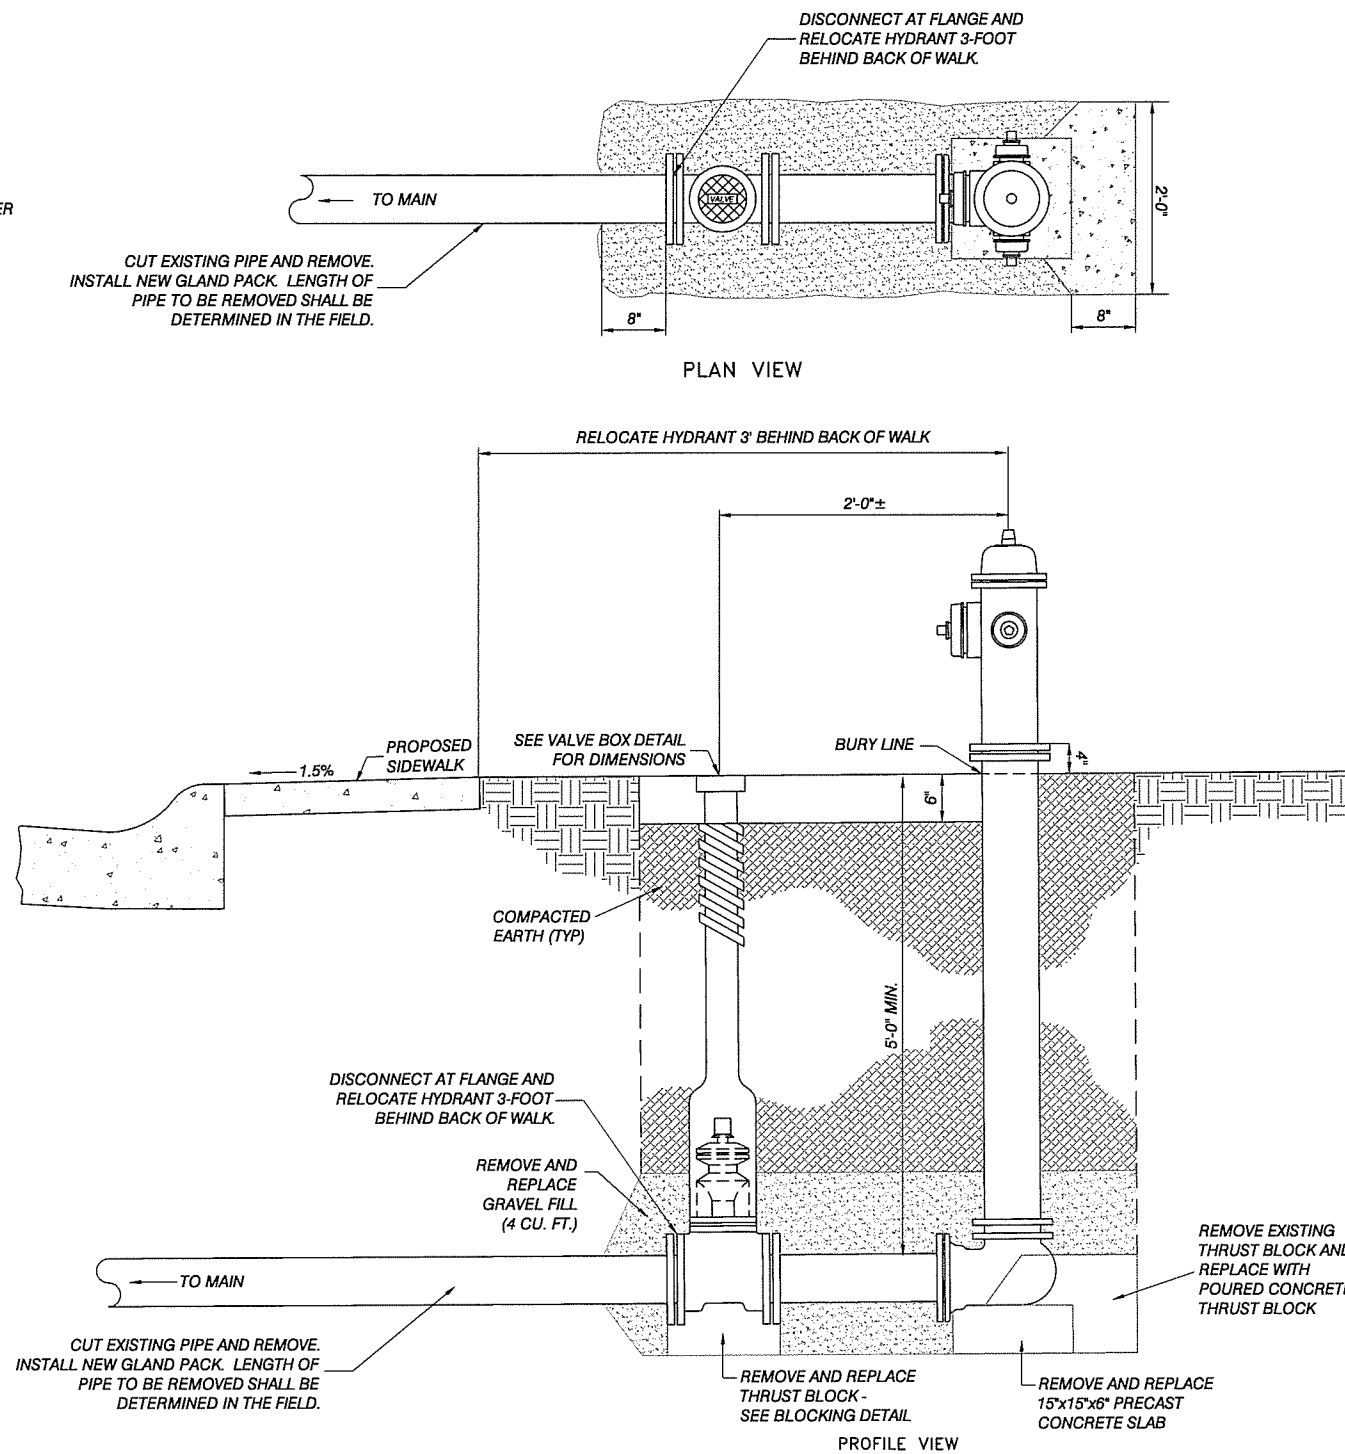 DISCONNECT AT FLANGE AND
RELOCATE HYDRANT 3-FOOT
BEHIND BACK OF WALK.
ER
TO MAIN
VALVE
2'-0"
CUT EXISTING PIPE AND REMOVE.
INSTALL NEW GLAND PACK. LENGTH OF
PIPE TO BE REMOVED SHALL BE
DETERMINED IN THE FIELD.
8"
8"
PLAN VIEW
RELOCATE HYDRANT 3' BEHIND BACK OF WALK
2'-0"±
PROPOSED
SIDEWALK
1.5%
SEE VALVE BOX DETAIL
FOR DIMENSIONS
BURY LINE
4"
6"
COMPACTED
EARTH (TYP)
5'-0" MIN.
DISCONNECT AT FLANGE AND
RELOCATE HYDRANT 3-FOOT
BEHIND BACK OF WALK.
REMOVE AND
REPLACE
GRAVEL FILL
(4 CU. FT.)
REMOVE EXISTING
THRUST BLOCK AND
REPLACE WITH
POURED CONCRETE
THRUST BLOCK
TO MAIN
CUT EXISTING PIPE AND REMOVE.
INSTALL NEW GLAND PACK. LENGTH OF
PIPE TO BE REMOVED SHALL BE
DETERMINED IN THE FIELD.
REMOVE AND REPLACE
THRUST BLOCK -
SEE BLOCKING DETAIL
REMOVE AND REPLACE
15"x15"x6" PRECAST
CONCRETE SLAB
PROFILE VIEW